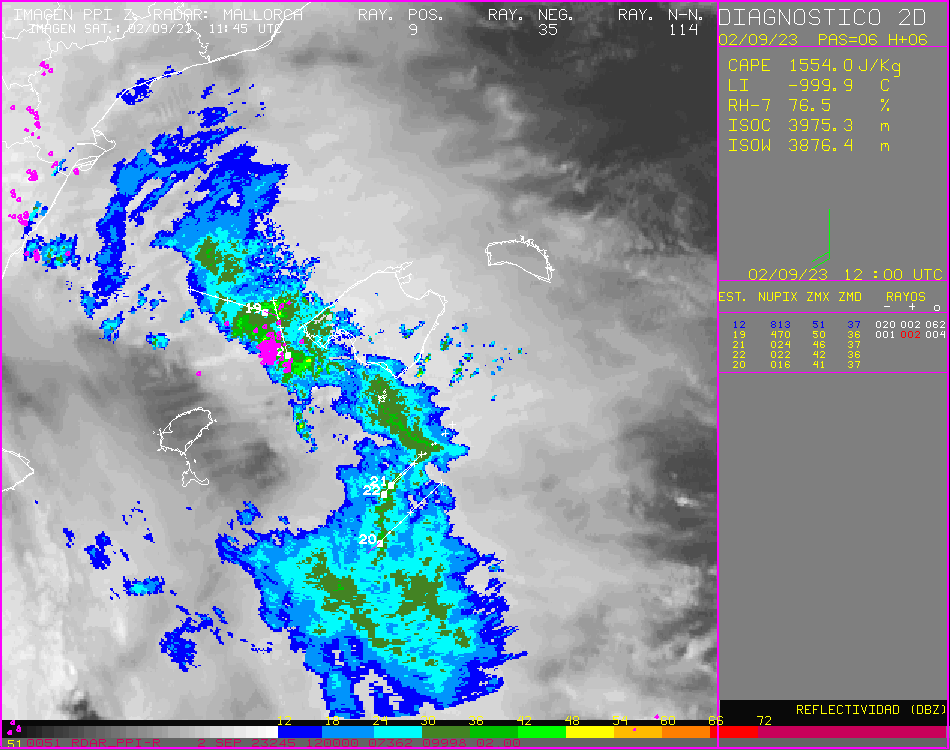 IMAGEN PPI Z. RADAR: MALLORCA RAY. POS. RAY. NEG. RAY. N-N.
IMAGEN SAT.: 02/09/23 11:45 UTC 9 35 114
DIAGNOSTICO 2D
02/09/23 PAS=06 H+06
CAPE 1554.0 J/Kg
LI -999.9 C
RH-7 76.5 %
ISOC 3975.3 m
ISOW 3876.4 m
02/09/23 12 :00 UTC
EST. NUPIX ZMX ZMD RAYOS
- + o
12 813 51 37 020 002 062
19 470 50 36 001 002 004
21 024 46 37
22 022 42 36
20 016 41 37
19
21
22
20
REFLECTIVIDAD (DBZ)
12 18 24 30 36 42 48 54 60 66 72
51 0051 RDAR_PPI-R 2 SEP 23245 120000 07362 09998 02.00